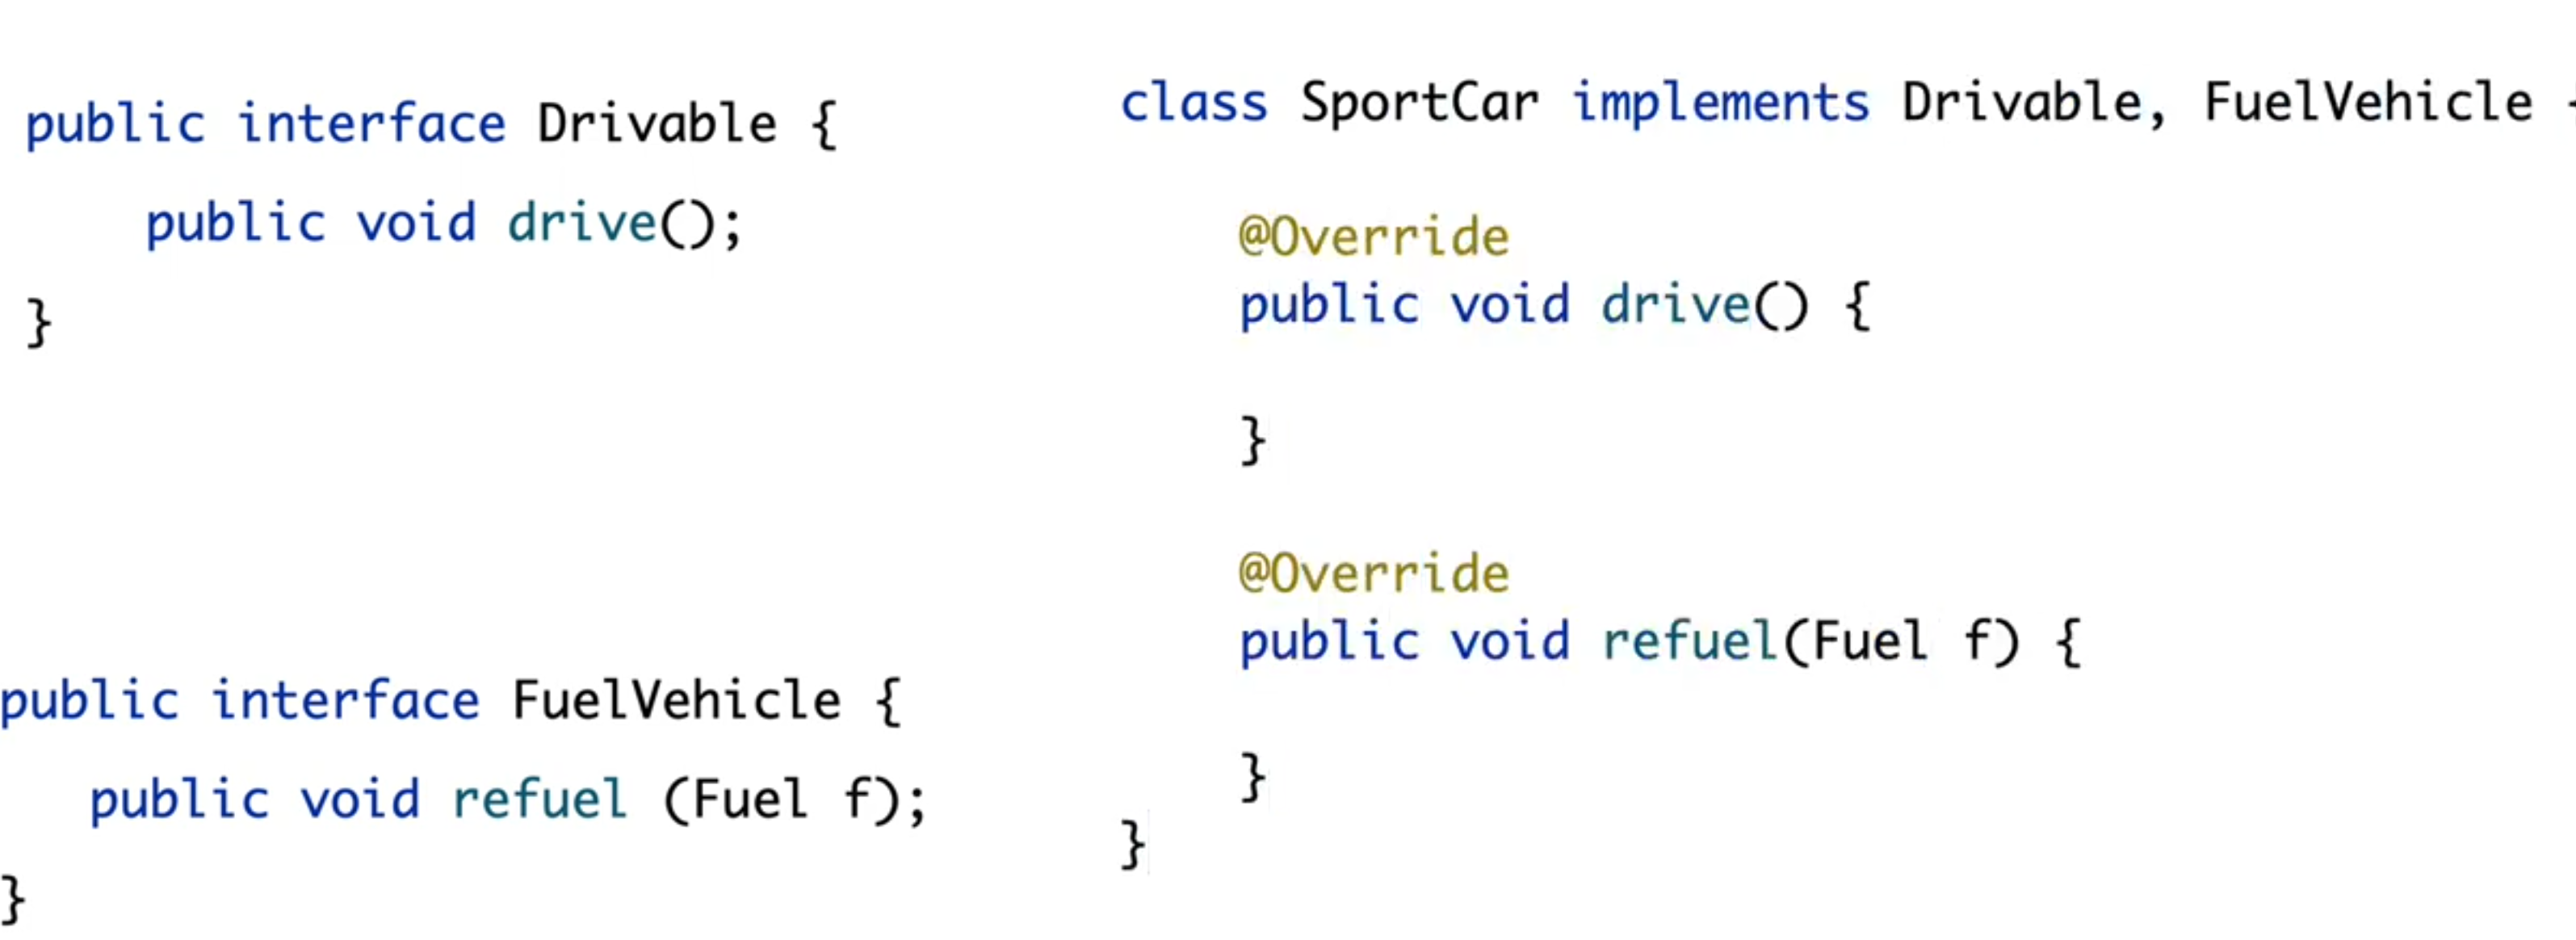 public interface Drivable {
public void drive();
}
public interface FuelVehicle {
public void refuel (Fuel f);
}
class SportCar implements Drivable, FuelVehicle {
@Override
public void drive() {
}
@Override
public void refuel(Fuel f) {
}
}